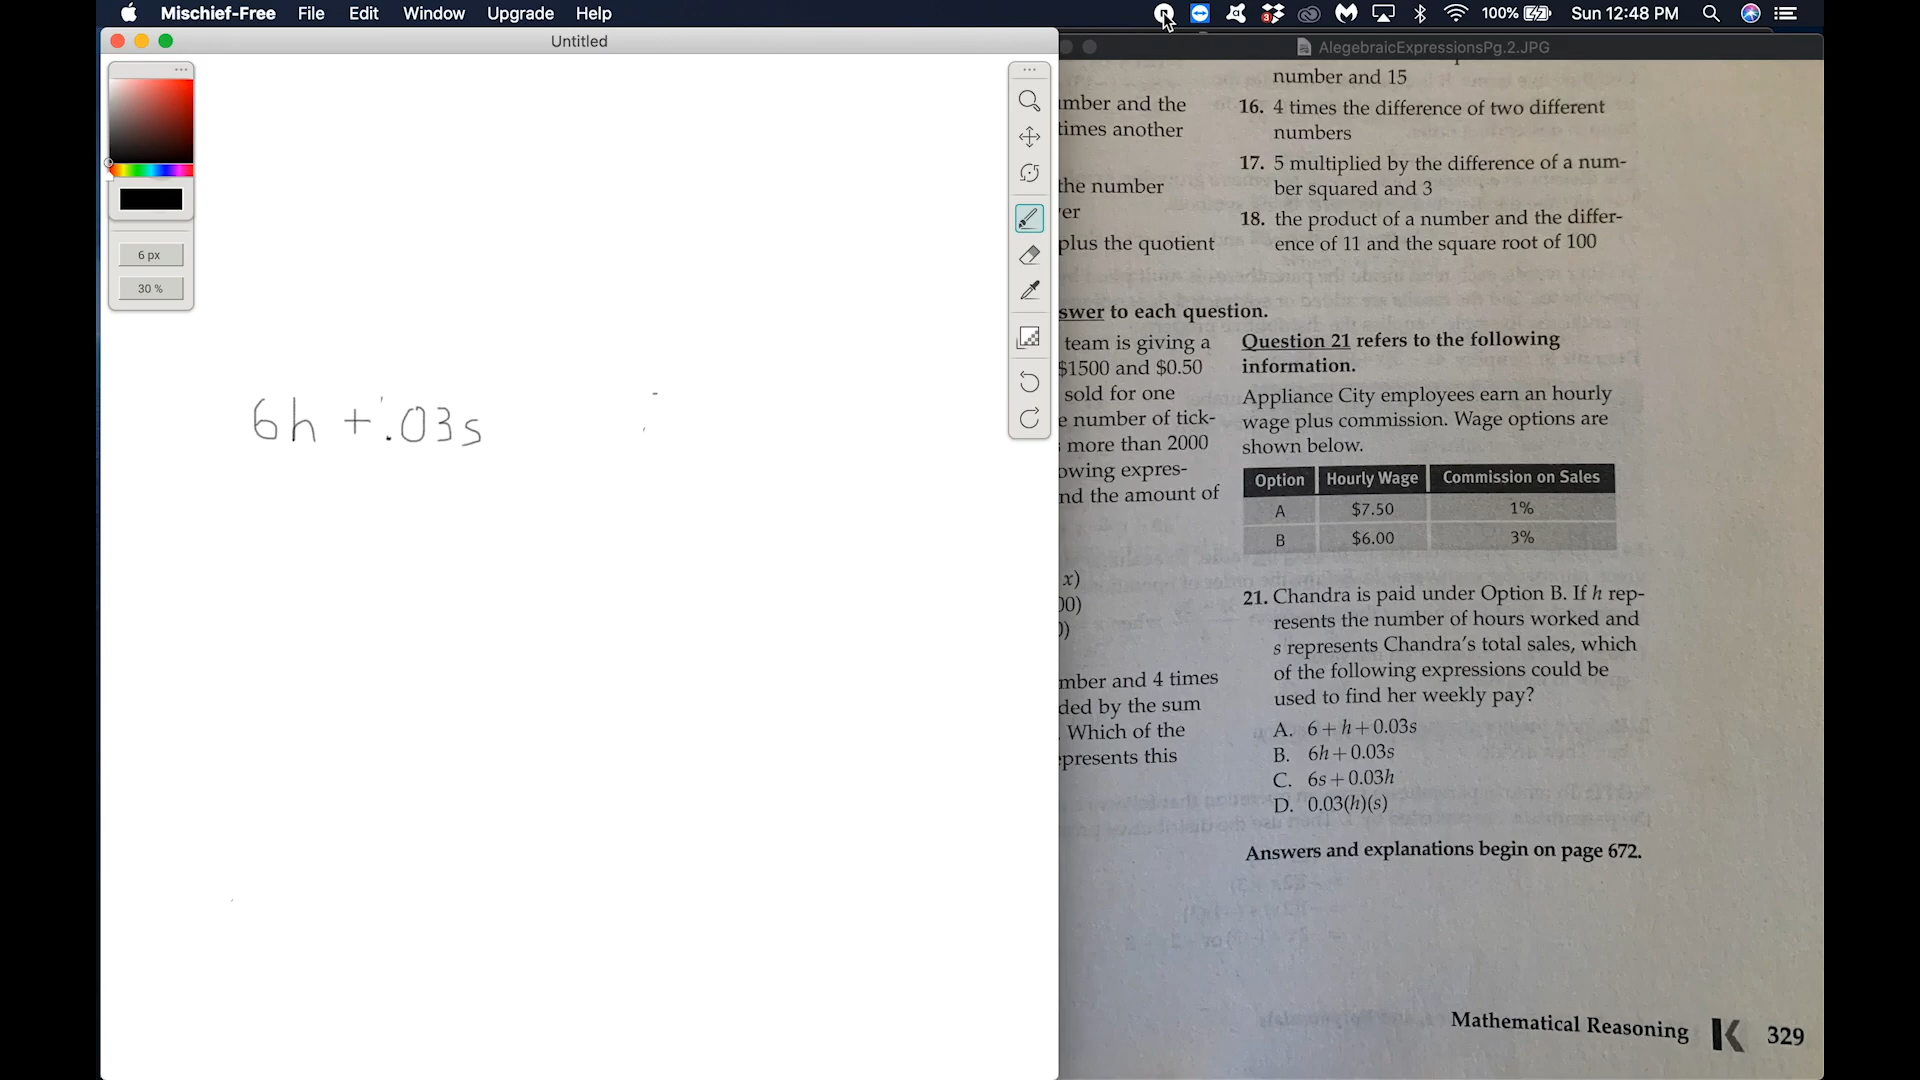 Mischief-Free File Edit Window Upgrade Help 3 100% Sun 12:48 PM
Untitled
6 px
30 %
6h + .03s
AlegebraicExpressionsPg.2.JPG
mber and the
times another
the number
er
plus the quotient
swer to each question.
team is giving a
$1500 and $0.50
sold for one
e number of tick-
more than 2000
owing expres-
nd the amount of
x)
00)
)
mber and 4 times
ded by the sum
. Which of the
presents this
number and 15
16. 4 times the difference of two different
numbers
17. 5 multiplied by the difference of a num-
ber squared and 3
18. the product of a number and the differ-
ence of 11 and the square root of 100
Question 21 refers to the following
information.
Appliance City employees earn an hourly
wage plus commission. Wage options are
shown below.
Option Hourly Wage Commission on Sales
A $7.50 1%
B $6.00 3%
21. Chandra is paid under Option B. If h rep-
resents the number of hours worked and
s represents Chandra's total sales, which
of the following expressions could be
used to find her weekly pay?
A. 6 + h + 0.03s
B. 6h + 0.03s
C. 6s + 0.03h
D. 0.03(h)(s)
Answers and explanations begin on page 672.
Mathematical Reasoning K 329